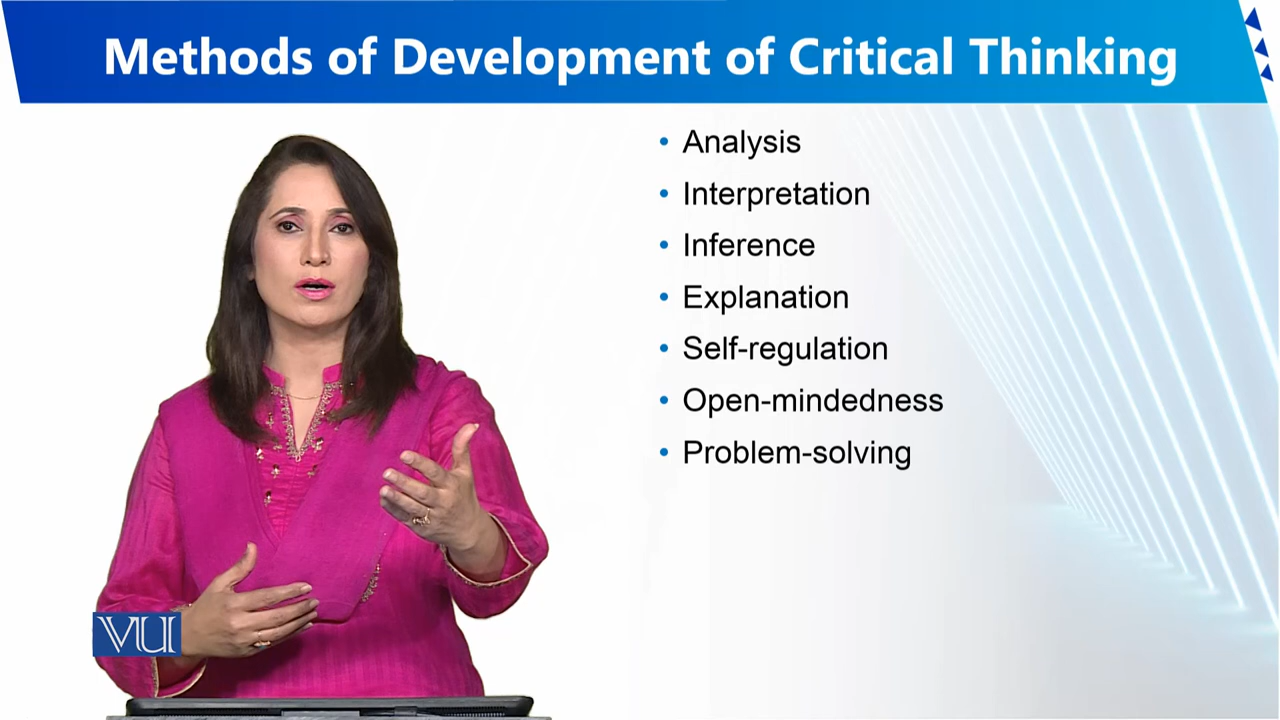 Methods of Development of Critical Thinking
• Analysis
• Interpretation
• Inference
• Explanation
• Self-regulation
• Open-mindedness
• Problem-solving
VU